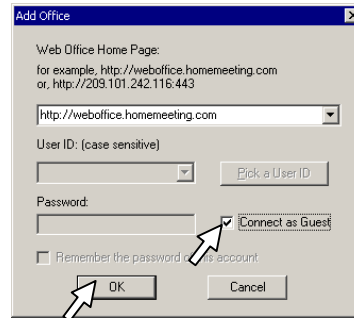 Add Office
Web Office Home Page:
for example, http://weboffice.homemeeting.com
or, http://209.101.242.116:443
http://weboffice.homemeeting.com
User ID: (case sensitive)
Pick a User ID
Password:
Connect as Guest
Remember the password of this account
OK
Cancel